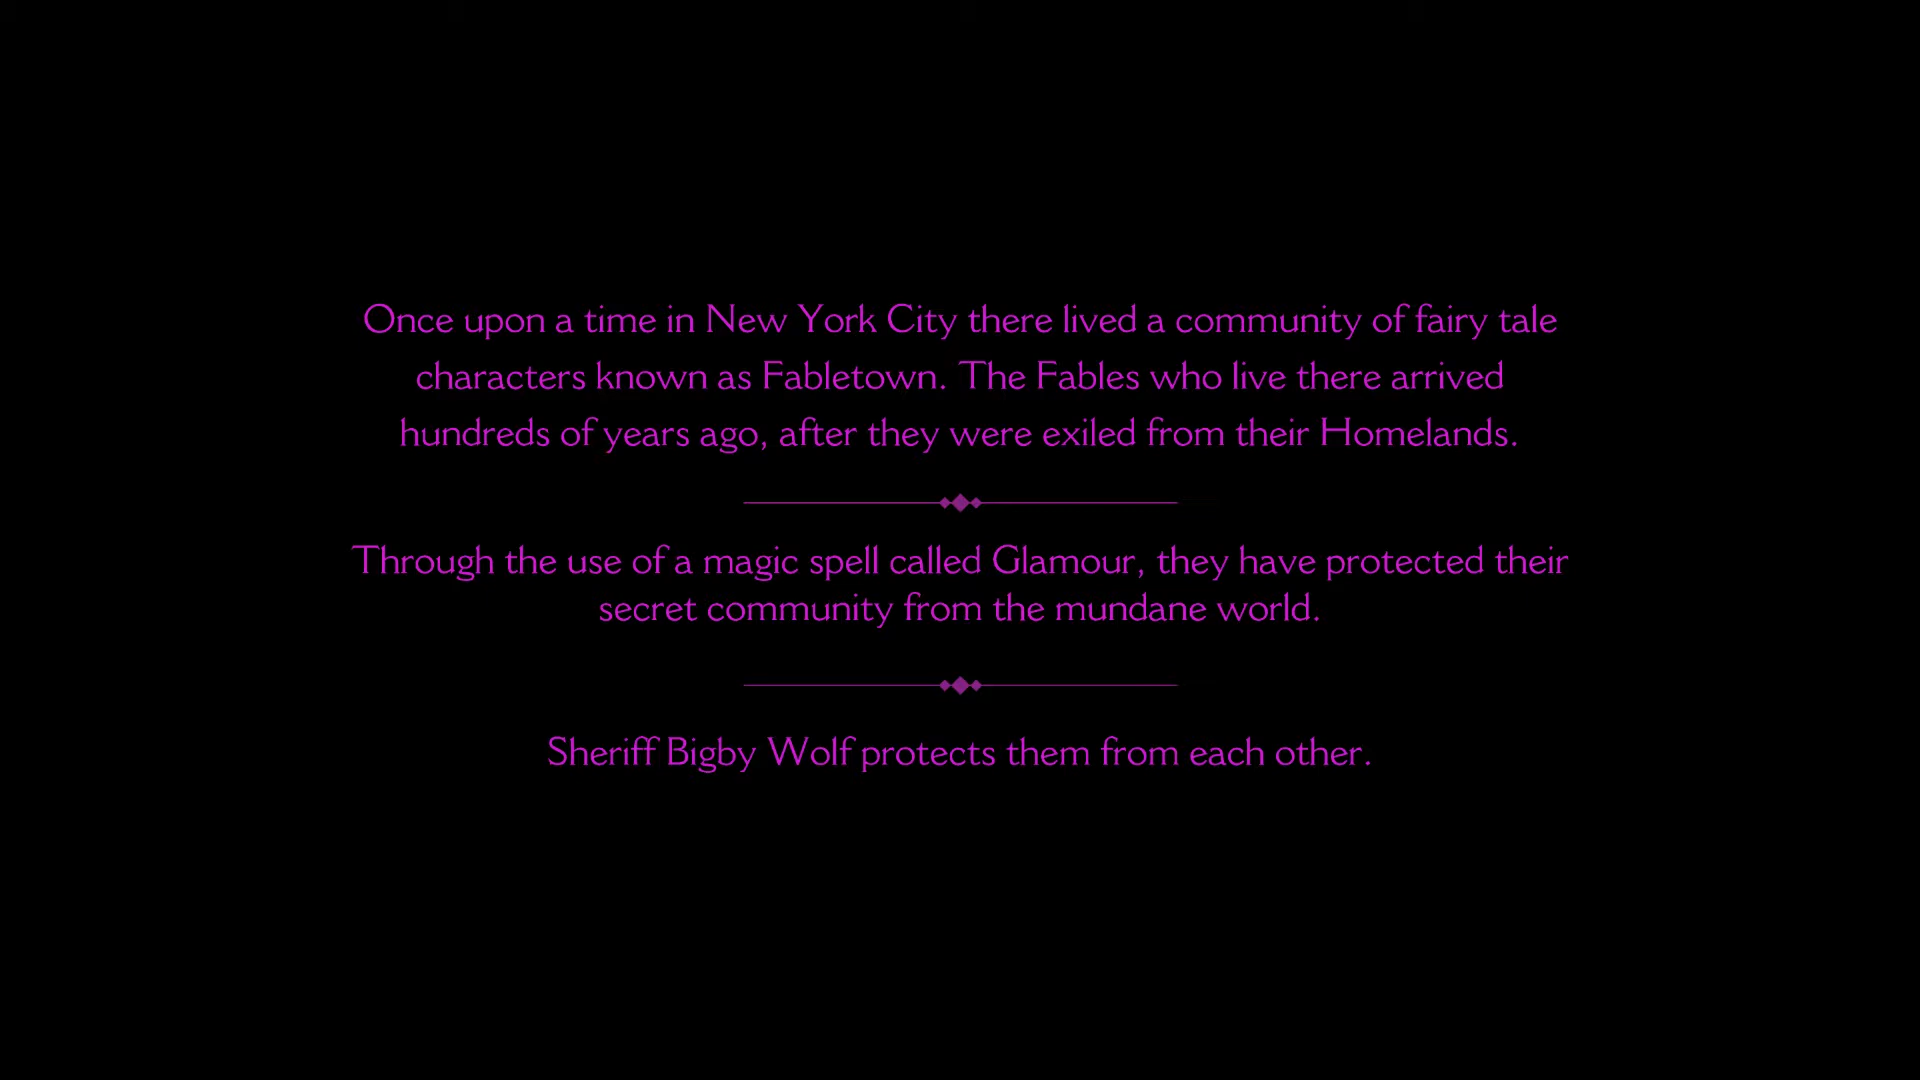 Once upon a time in New York City there lived a community of fairy tale
characters known as Fabletown. The Fables who live there arrived
hundreds of years ago, after they were exiled from their Homelands.
Through the use of a magic spell called Glamour, they have protected their
secret community from the mundane world.
Sheriff Bigby Wolf protects them from each other.